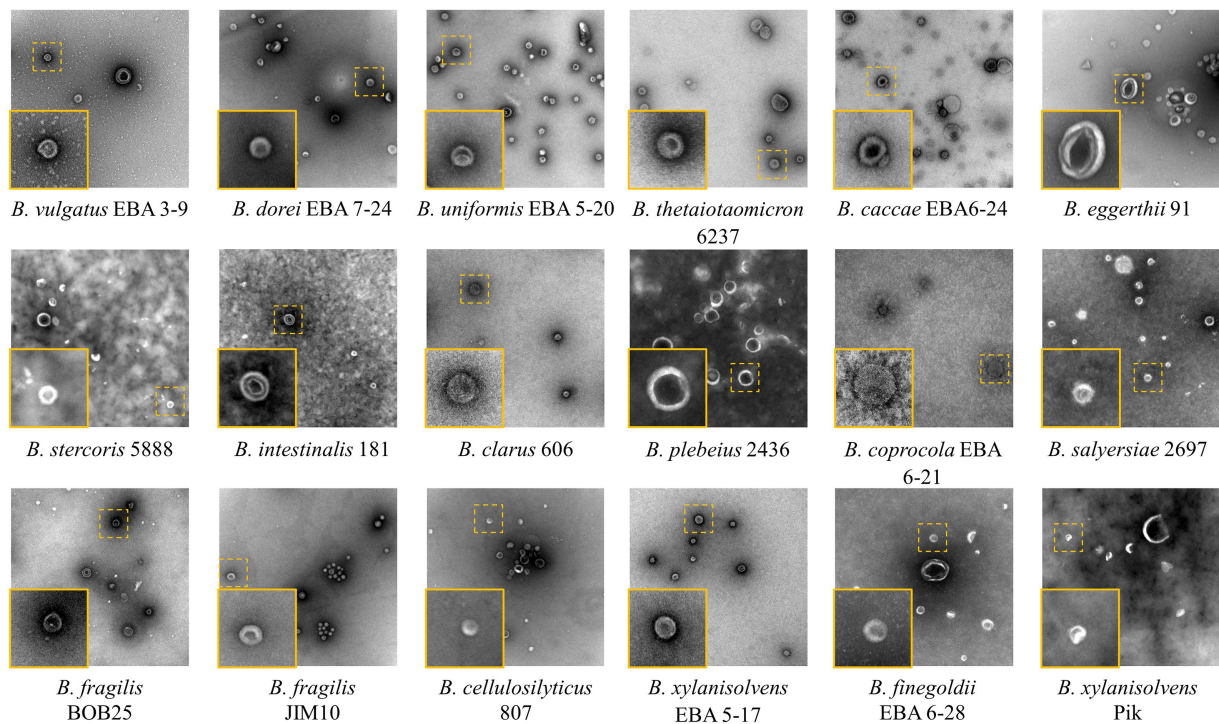 B. vulgatus EBA 3-9
B. dorei EBA 7-24
B. uniformis EBA 5-20
B. thetaiotaomicron
6237
B. caccae EBA6-24
B. eggerthii 91
B. stercoris 5888
B. intestinalis 181
B. clarus 606
B. plebeius 2436
B. coprocola EBA
6-21
B. salyersiae 2697
B. fragilis
BOB25
B. fragilis
JIM10
B. cellulosilyticus
807
B. xylanisolvens
EBA 5-17
B. finegoldii
EBA 6-28
B. xylanisolvens
Pik